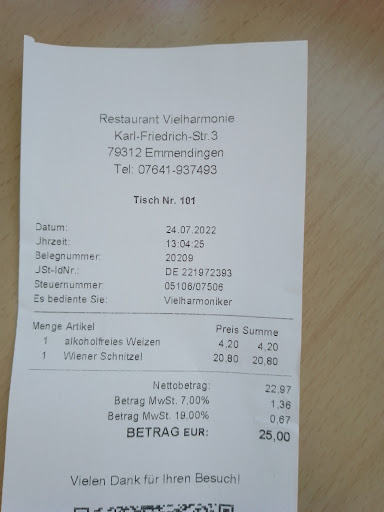 Restaurant Vielharmonie
Karl-Friedrich-Str.3
79312 Emmendingen
Tel: 07641-937493
Tisch Nr. 101
Datum: 24.07.2022
Jhrzeit: 13:04:25
Belegnummer: 20209
JSt-IdNr.: DE 221972393
Steuernummer: 05106/07506
Es bediente Sie: Vielharmoniker
Menge Artikel Preis Summe
1 alkoholfreies Weizen 4,20 4,20
1 Wiener Schnitzel 20,80 20,80
Nettobetrag: 22,97
Betrag MwSt. 7,00% 1,36
Betrag MwSt. 19,00% 0,67
BETRAG EUR: 25,00
Vielen Dank für Ihren Besuch!